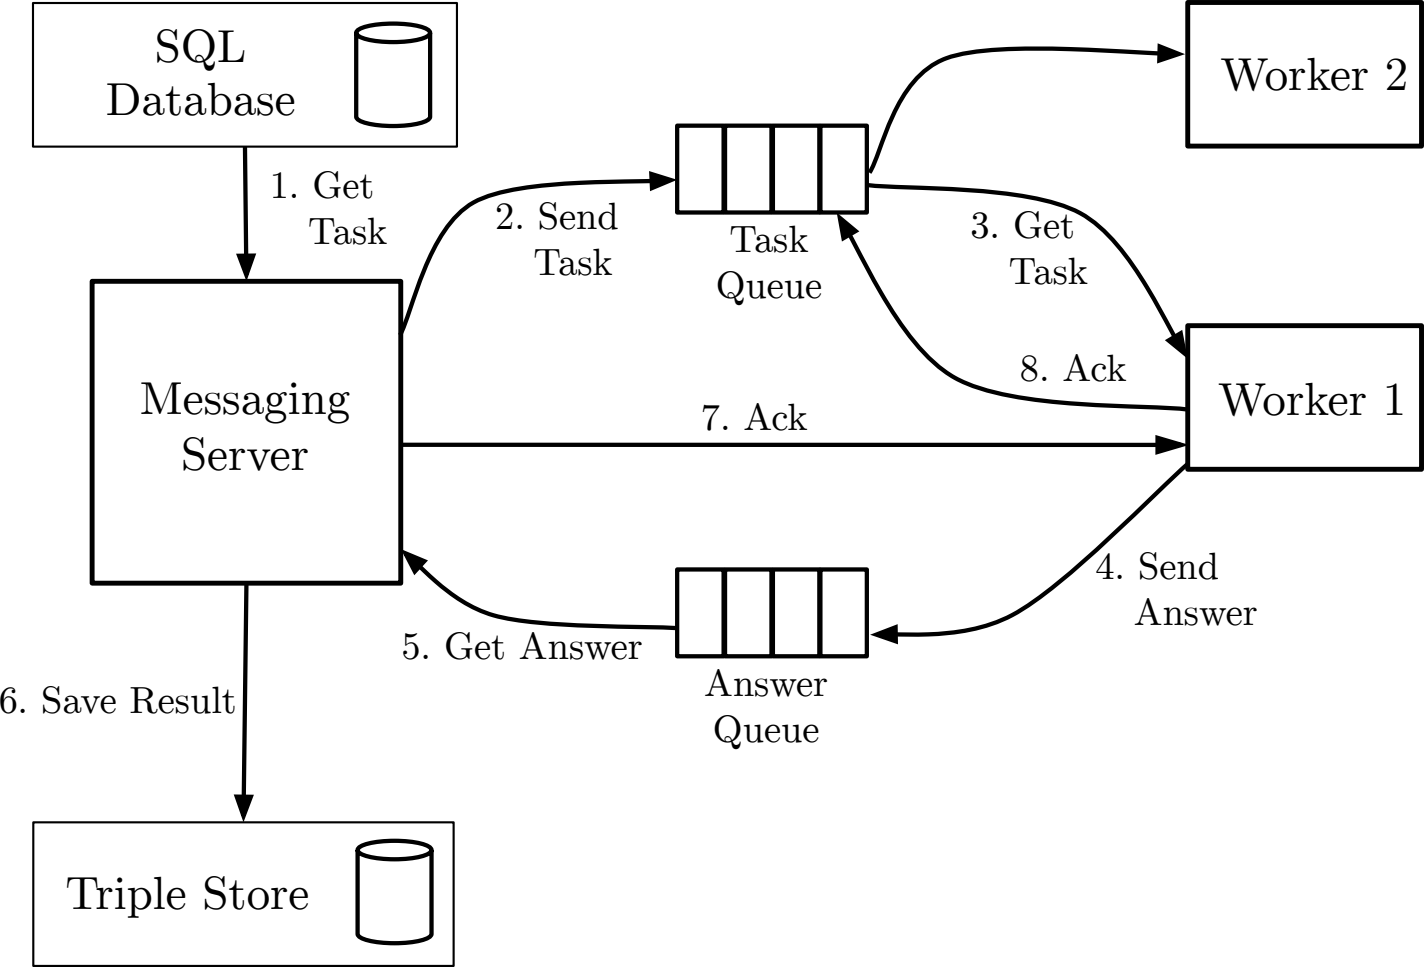 SQL
Database
Worker 2
1. Get
Task
2. Send
Task
Task
Queue
3. Get
Task
8. Ack
Messaging
Server
7. Ack
Worker 1
4. Send
Answer
5. Get Answer
Answer
Queue
6. Save Result
Triple Store